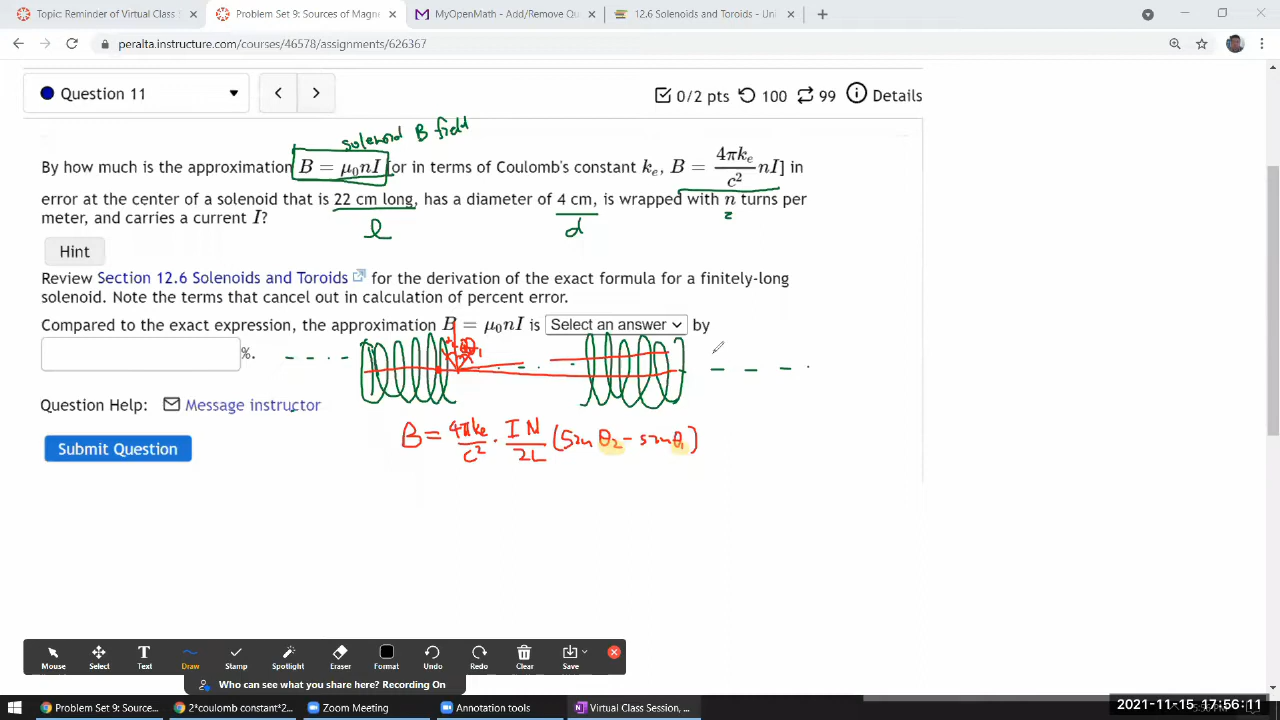 Topic: Reminder of Virtual Class
Problem Set 9: Sources of Magne
MyOpenMath - Add/Remove Qu
12.6 Solenoids and Toroids - Uni
peralta.instructure.com/courses/46578/assignments/626367
Question 11
0/2 pts 100 99 Details
solenoid B field
By how much is the approximation B = μ₀nI [or in terms of Coulomb's constant kₑ, B = 4πkₑ/c² nI] in
error at the center of a solenoid that is 22 cm long, has a diameter of 4 cm, is wrapped with n turns per
meter, and carries a current I?
l
d
Hint
Review Section 12.6 Solenoids and Toroids for the derivation of the exact formula for a finitely-long
solenoid. Note the terms that cancel out in calculation of percent error.
Compared to the exact expression, the approximation B = μ₀nI is Select an answer by
%.
Question Help: Message instructor
B = 4πkₑ/c² · IN/2L (sin θ₂ - sin θ₁)
Submit Question
Mouse Select Text Draw Stamp Spotlight Eraser Format Undo Redo Clear Save
Who can see what you share here? Recording On
Problem Set 9: Source...
2*coulomb constant*2...
Zoom Meeting
Annotation tools
Virtual Class Session, ...
2021-11-15 17:56:11